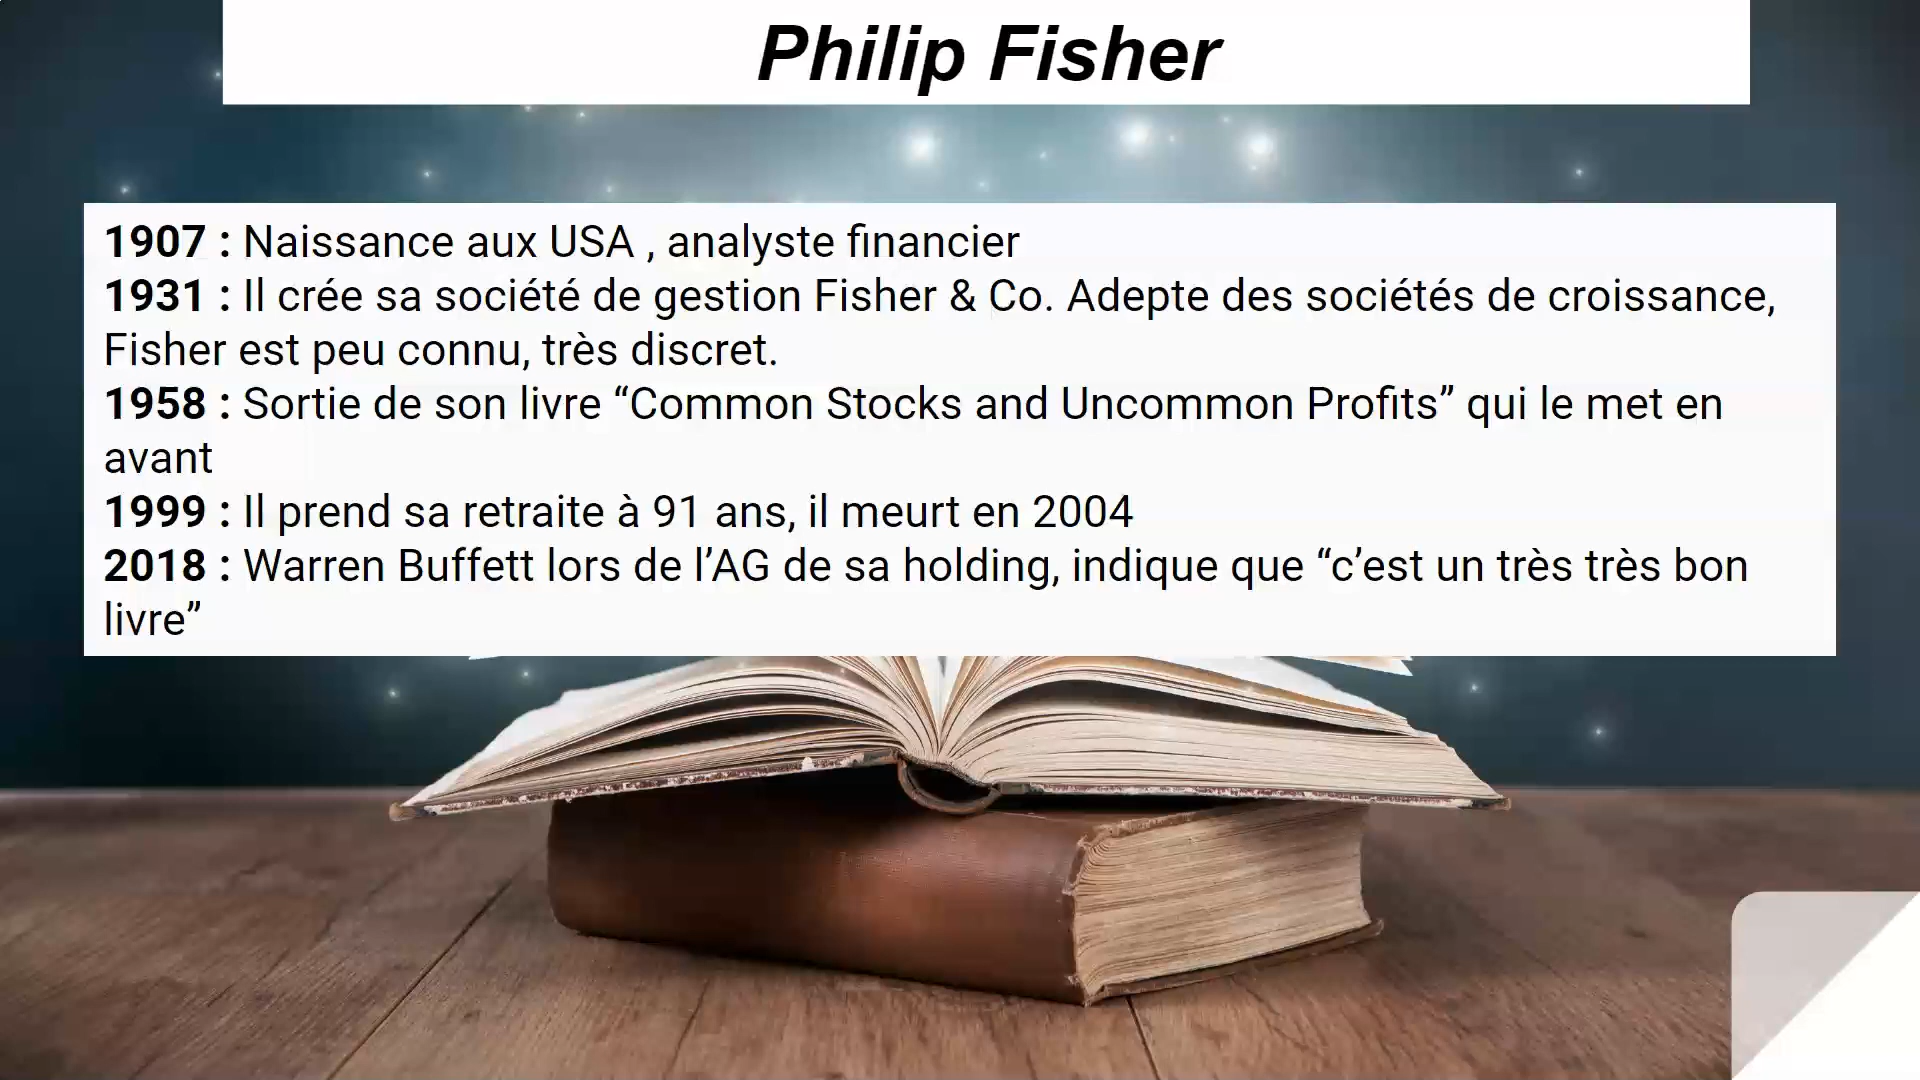 Philip Fisher
1907 : Naissance aux USA , analyste financier
1931 : Il crée sa société de gestion Fisher & Co. Adepte des sociétés de croissance,
Fisher est peu connu, très discret.
1958 : Sortie de son livre “Common Stocks and Uncommon Profits” qui le met en
avant
1999 : Il prend sa retraite à 91 ans, il meurt en 2004
2018 : Warren Buffett lors de l’AG de sa holding, indique que “c’est un très très bon
livre”